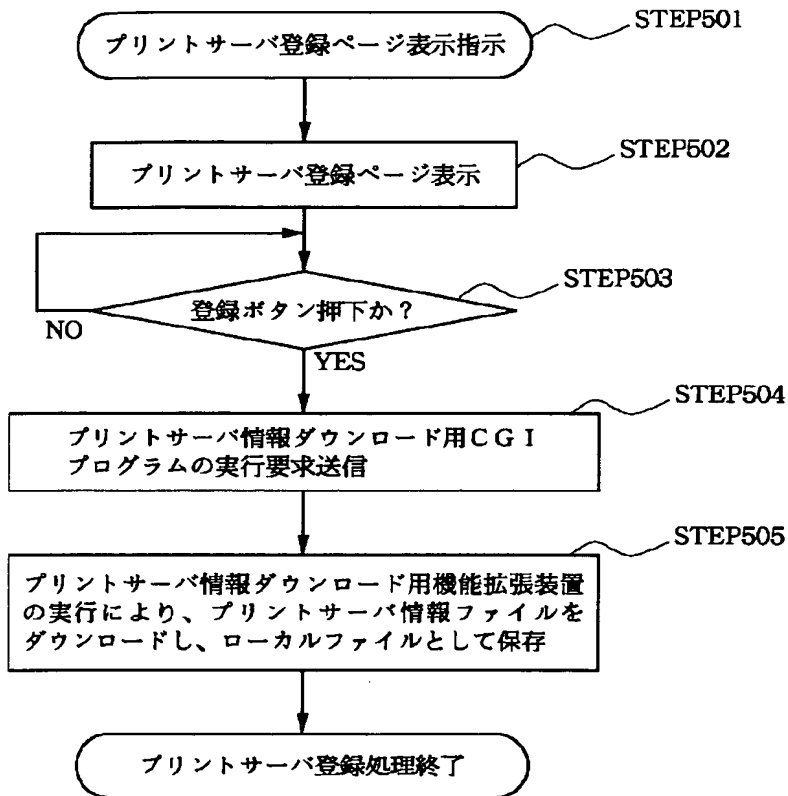 プリントサーバ登録ページ表示指示
STEP501
プリントサーバ登録ページ表示
STEP502
登録ボタン押下か？
STEP503
NO
YES
プリントサーバ情報ダウンロード用ＣＧＩ
プログラムの実行要求送信
STEP504
プリントサーバ情報ダウンロード用機能拡張装置
の実行により、プリントサーバ情報ファイルを
ダウンロードし、ローカルファイルとして保存
STEP505
プリントサーバ登録処理終了